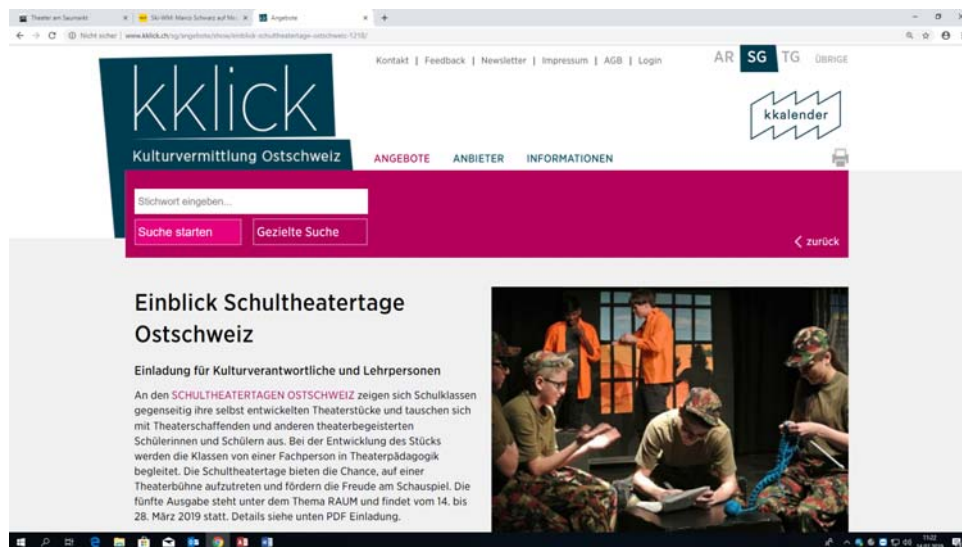 Theater am Saumarkt
Ski-WM: Marco Schwarz auf
Angebote
Nicht sicher | www.kklick.ch/sg/angebote/show/einblick-schultheatertage-ostschweiz-1218/
Kontakt | Feedback | Newsletter | Impressum | AGB | Login
AR SG TG ÜBRIGE
kklick
Kulturvermittlung Ostschweiz
kkalender
ANGEBOTE ANBIETER INFORMATIONEN
Stichwort eingeben...
Suche starten Gezielte Suche
zurück
Einblick Schultheatertage
Ostschweiz
Einladung für Kulturverantwortliche und Lehrpersonen
An den SCHULTHEATERTAGEN OSTSCHWEIZ zeigen sich Schulklassen
gegenseitig ihre selbst entwickelten Theaterstücke und tauschen sich
mit Theaterschaffenden und anderen theaterbegeisterten
Schülerinnen und Schülern aus. Bei der Entwicklung des Stücks
werden die Klassen von einer Fachperson in Theaterpädagogik
begleitet. Die Schultheatertage bieten die Chance, auf einer
Theaterbühne aufzutreten und fördern die Freude am Schauspiel. Die
fünfte Ausgabe steht unter dem Thema RAUM und findet vom 14. bis
28. März 2019 statt. Details siehe unten PDF Einladung.
11:22
14.02.2019